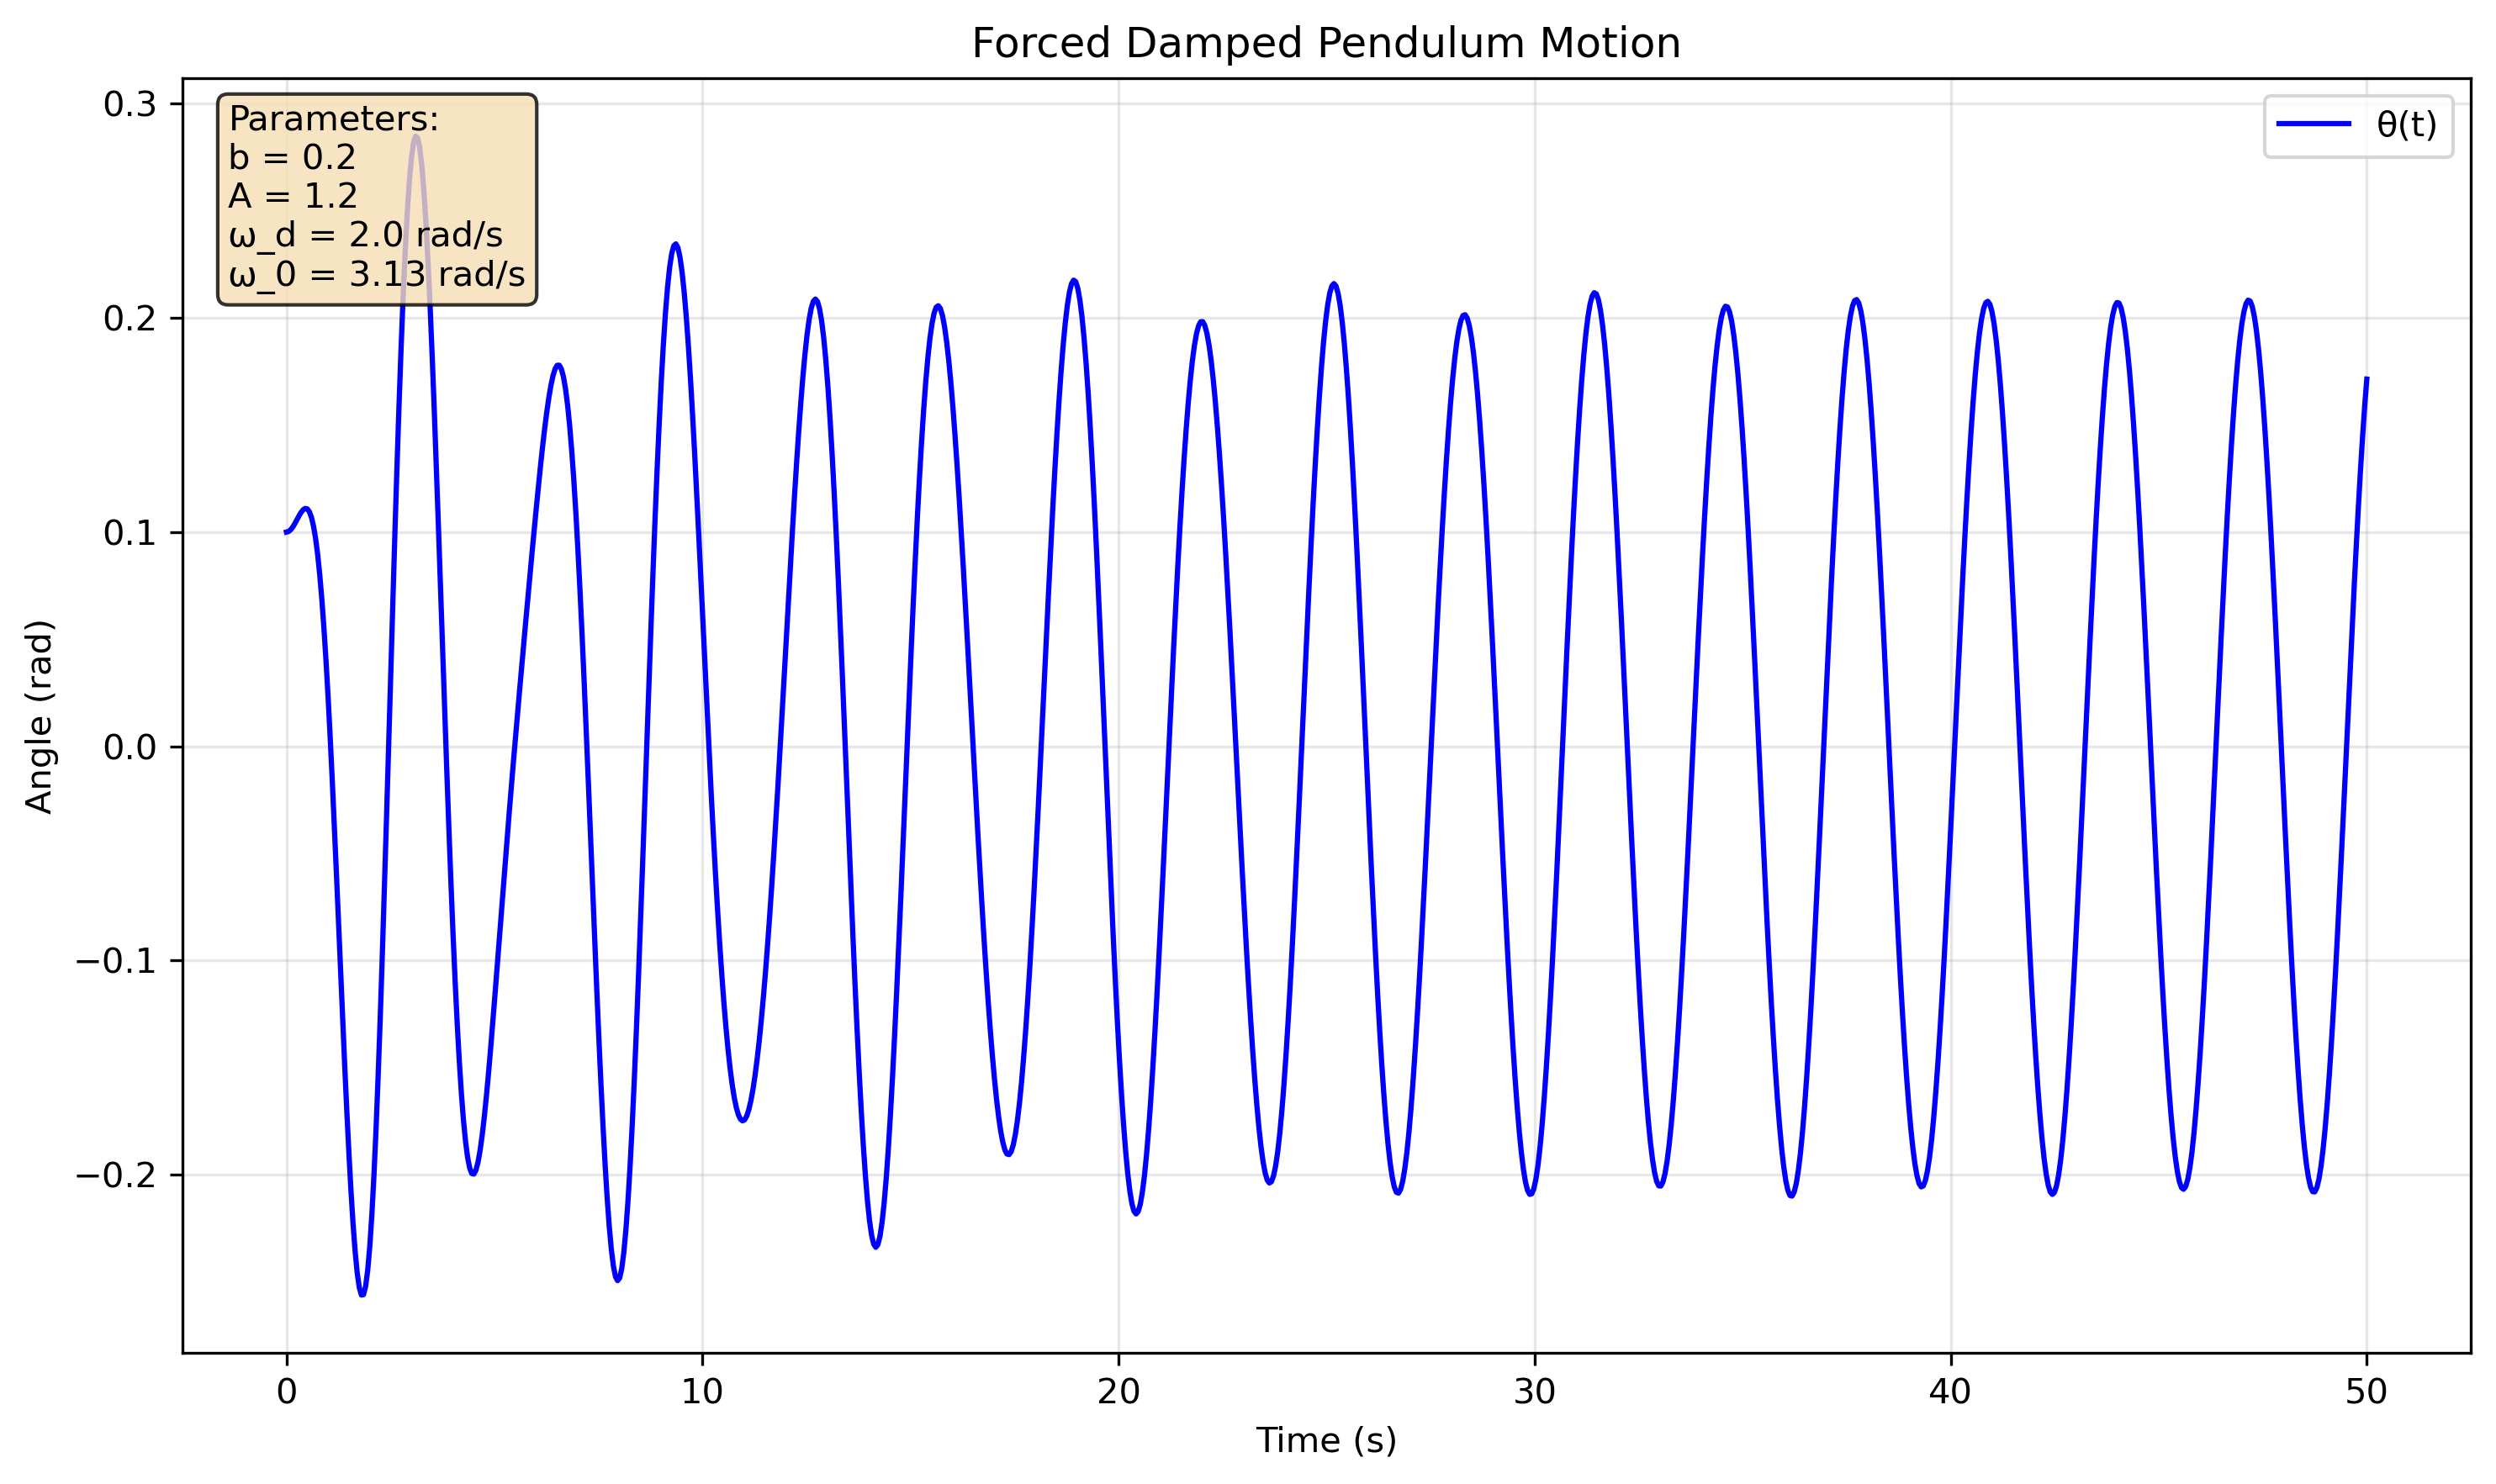 Forced Damped Pendulum Motion
Parameters:
b = 0.2
A = 1.2
ω_d = 2.0 rad/s
ω_0 = 3.13 rad/s
θ(t)
0.3
0.2
0.1
0.0
−0.1
−0.2
Angle (rad)
0 10 20 30 40 50
Time (s)